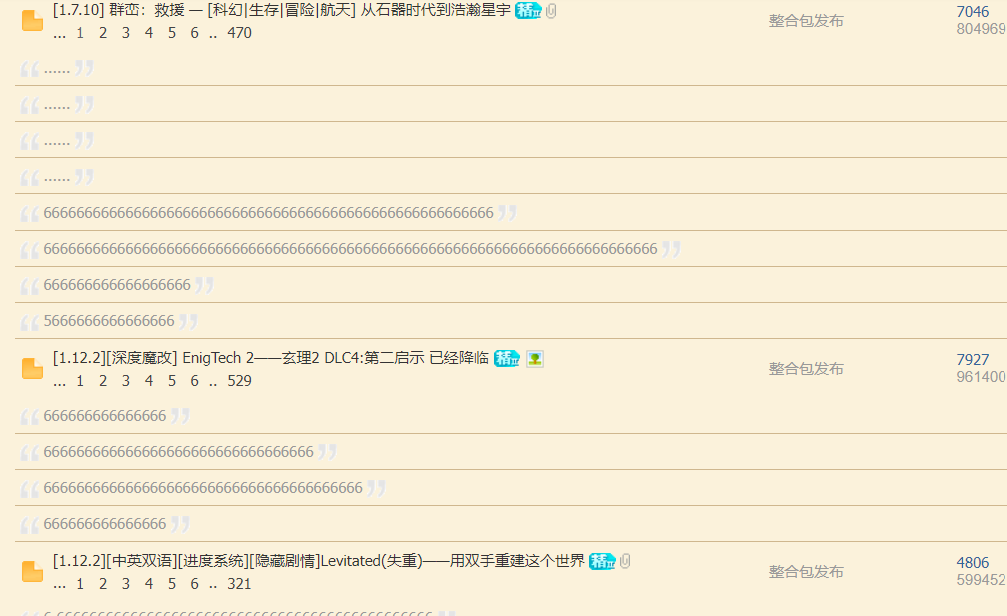 [1.7.10] 群峦：救援 — [科幻|生存|冒险|航天] 从石器时代到浩瀚星宇 精 整合包发布 7046
... 1 2 3 4 5 6 .. 470 804969
“ ...... ”
“ ...... ”
“ ...... ”
“ ...... ”
“ 6666666666666666666666666666666666666666666666666666666 ”
“ 666666666666666666666666666666666666666666666666666666666666666666666666666 ”
“ 666666666666666666 ”
“ 5666666666666666 ”
[1.12.2][深度魔改] EnigTech 2——玄理2 DLC4:第二启示 已经降临 精 整合包发布 7927
... 1 2 3 4 5 6 .. 529 961400
“ 666666666666666 ”
“ 666666666666666666666666666666666 ”
“ 666666666666666666666666666666666666666 ”
“ 666666666666666 ”
[1.12.2][中英双语][进度系统][隐藏剧情]Levitated(失重)——用双手重建这个世界 精 整合包发布 4806
... 1 2 3 4 5 6 .. 321 599452